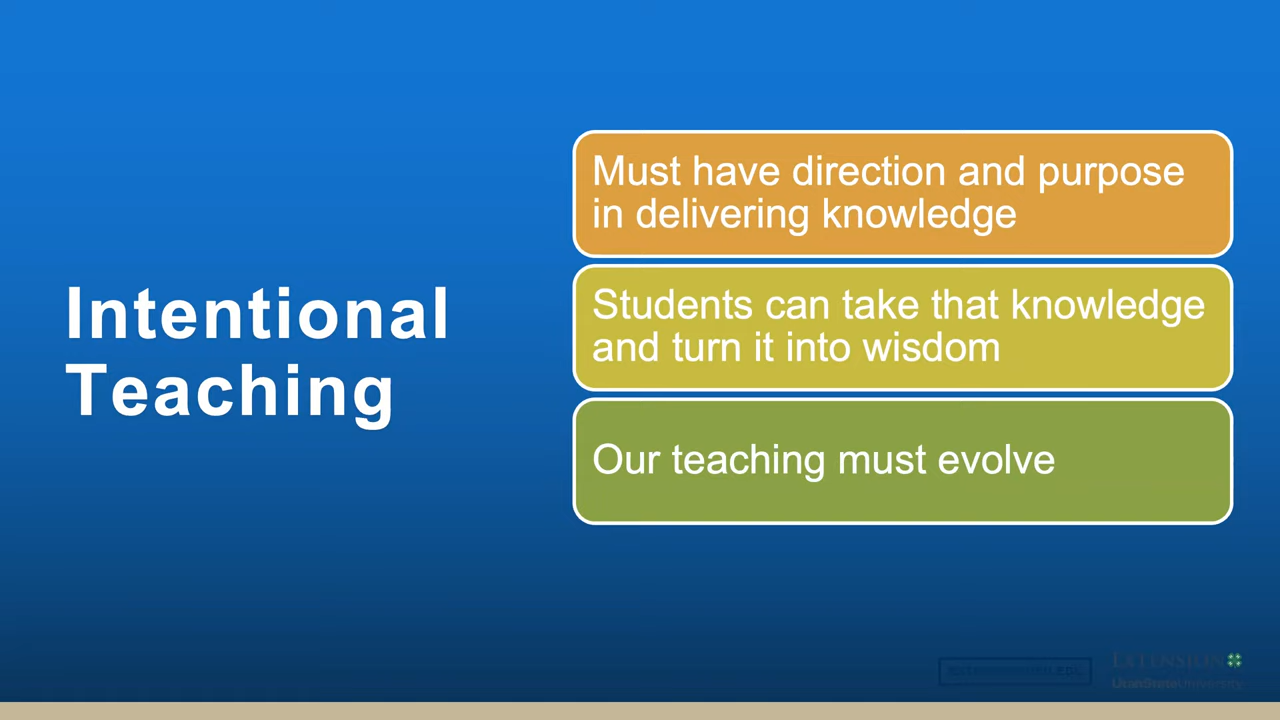 Intentional
Teaching
Must have direction and purpose
in delivering knowledge
Students can take that knowledge
and turn it into wisdom
Our teaching must evolve
EXTENSION
UtahStateUniversity